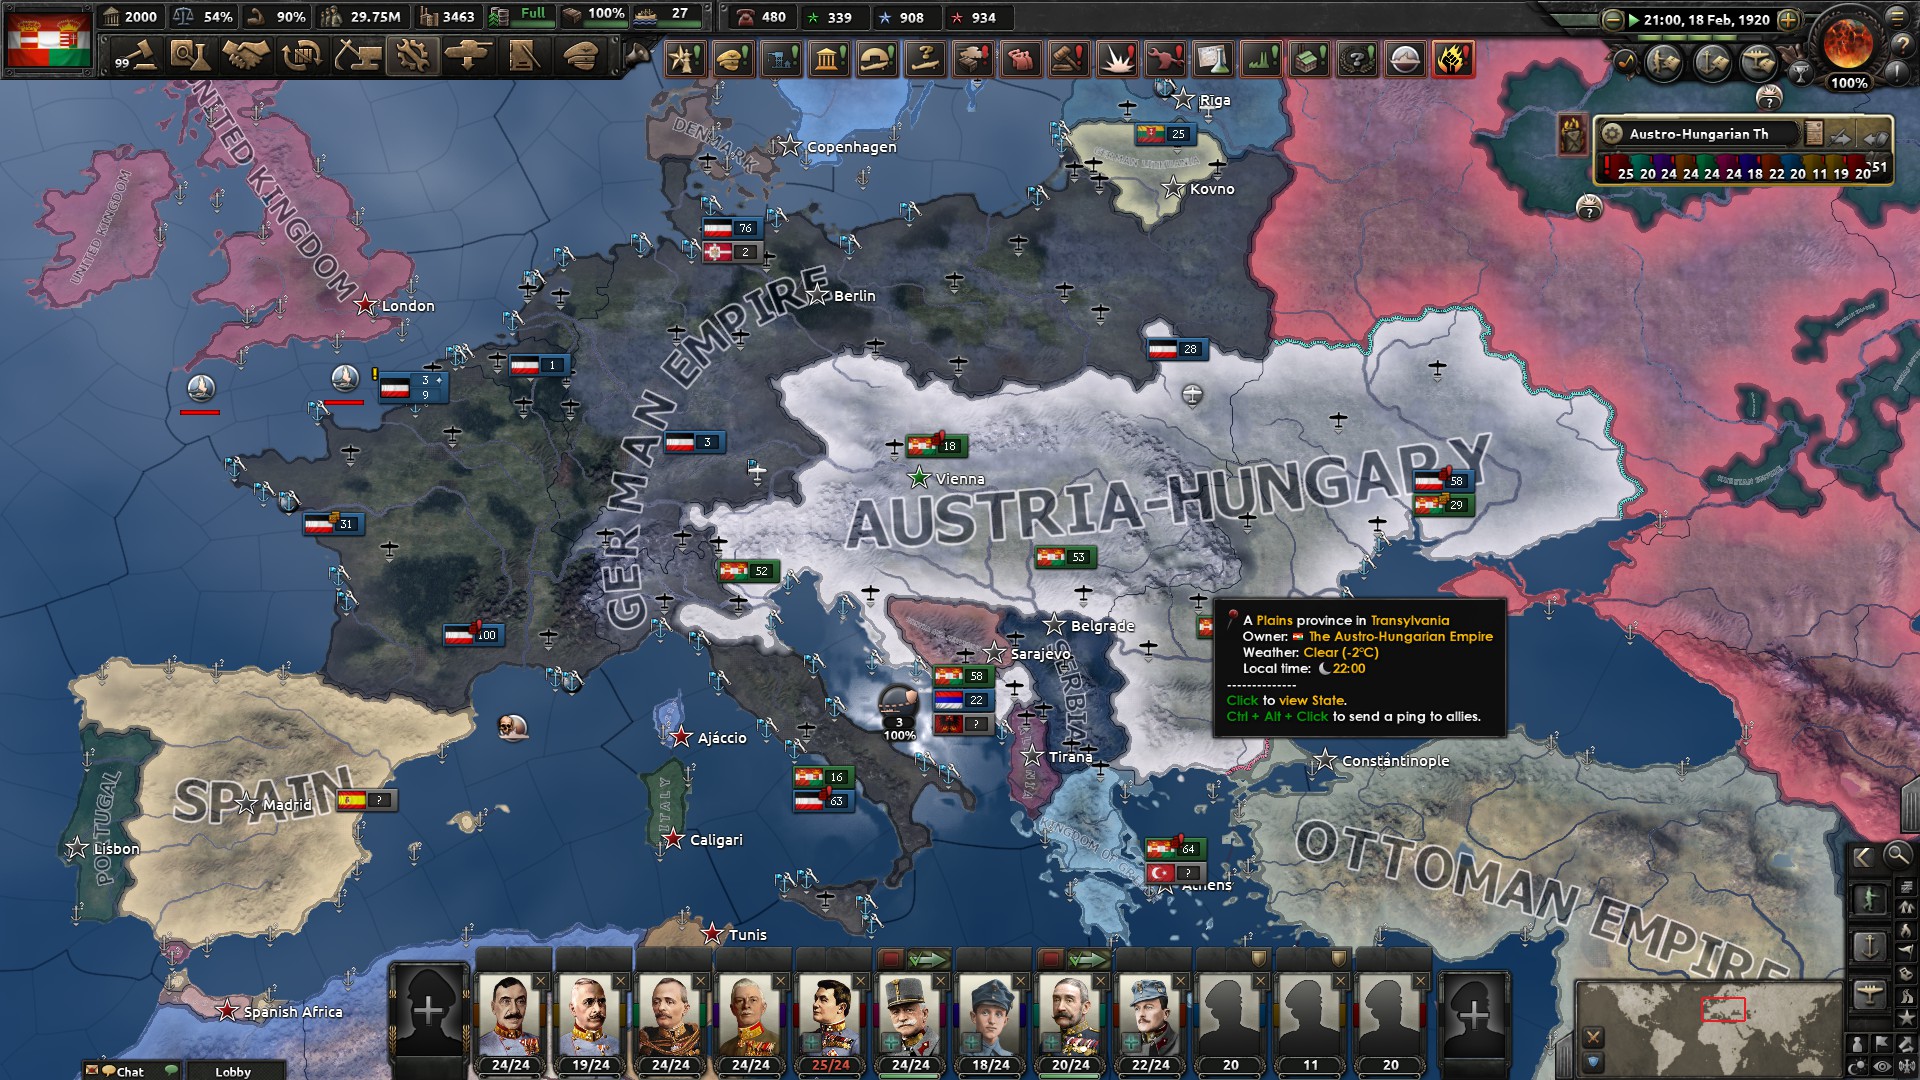 2000
54%
90%
29.75M
3463
Full
100%
27
480
339
908
934
21:00, 18 Feb, 1920
99
100%
Austro-Hungarian Th
25 20 24 24 24 24 18 22 20 11 19 20
51
Riga
25
Kovno
DENMARK
Copenhagen
UNITED KINGDOM
UNITED KINGDOM
London
76
2
Berlin
GERMAN EMPIRE
28
1
3
9
3
18
Vienna
AUSTRIA-HUNGARY
58
29
31
52
53
100
A Plains province in Transylvania
Owner: The Austro-Hungarian Empire
Weather: Clear (-2°C)
Local time: 22:00
--------------
Click to view State.
Ctrl + Alt + Click to send a ping to allies.
Belgrade
Sarajevo
SERBIA
58
22
?
3
100%
Ajáccio
Tirana
Constantinople
SPAIN
Madrid
?
PORTUGAL
Lisbon
ITALY
Caligari
16
63
64
?
Athens
OTTOMAN EMPIRE
Tunis
Spanish Africa
24/24
19/24
24/24
24/24
25/24
24/24
18/24
20/24
22/24
20
11
20
Chat
Lobby